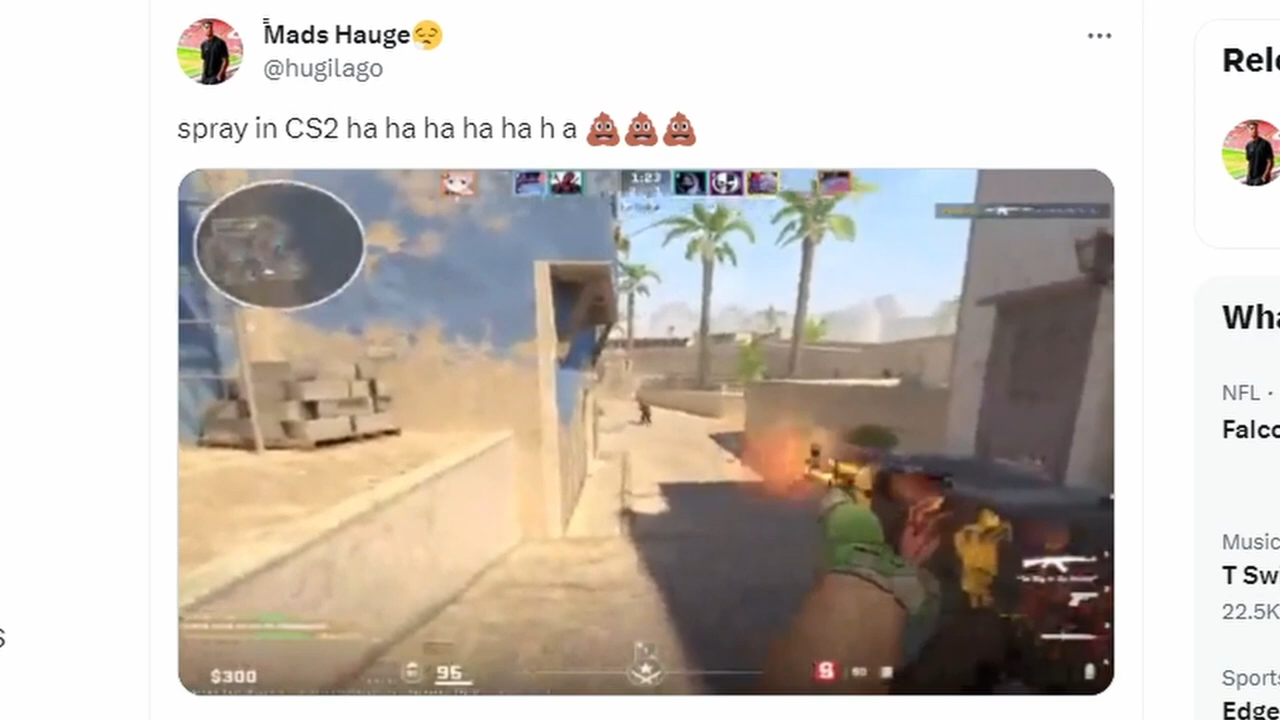 Mads Hauge😮‍💨
@hugilago
spray in CS2 ha ha ha ha ha h a 💩💩💩
1:23
$300
95
Rele
Wha
NFL ·
Falco
Music
T Sw
22.5K
Sports
Edge
s